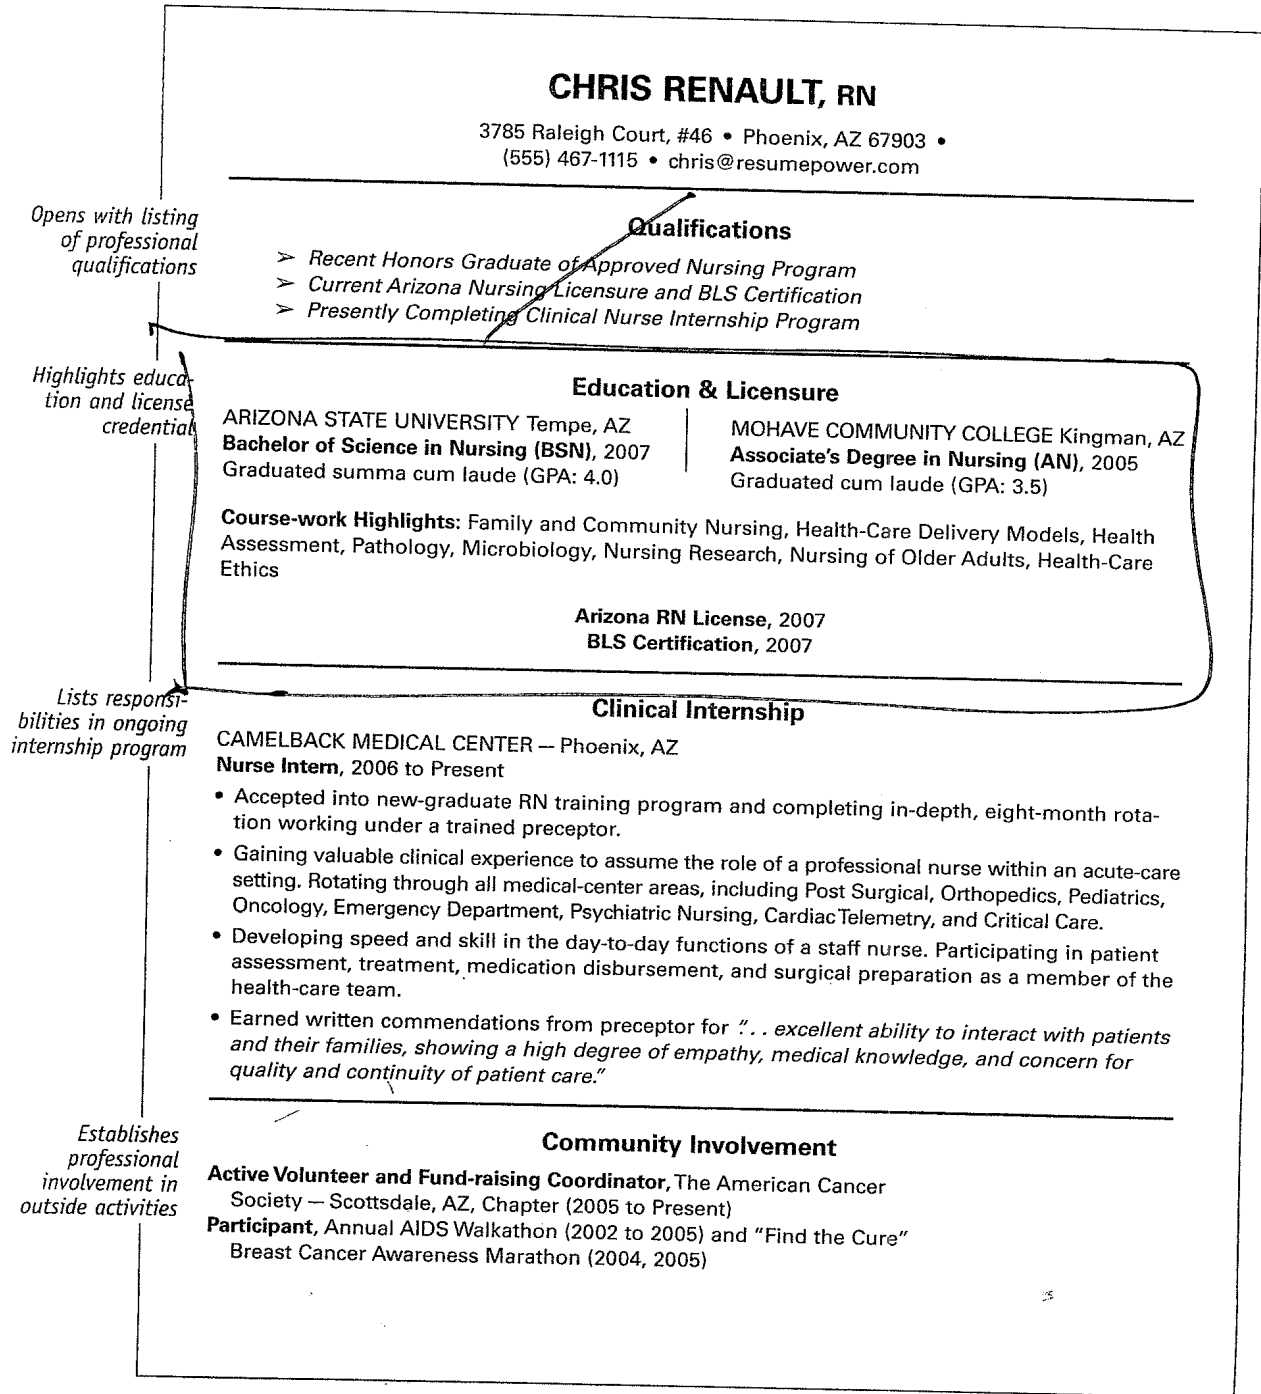 CHRIS RENAULT, RN
3785 Raleigh Court, #46 • Phoenix, AZ 67903 •
(555) 467-1115 • chris@resumepower.com
Opens with listing
of professional
qualifications
Qualifications
➢ Recent Honors Graduate of Approved Nursing Program
➢ Current Arizona Nursing Licensure and BLS Certification
➢ Presently Completing Clinical Nurse Internship Program
Highlights educa-
tion and license
credential
Education & Licensure
ARIZONA STATE UNIVERSITY Tempe, AZ
Bachelor of Science in Nursing (BSN), 2007
Graduated summa cum laude (GPA: 4.0)
MOHAVE COMMUNITY COLLEGE Kingman, AZ
Associate's Degree in Nursing (AN), 2005
Graduated cum laude (GPA: 3.5)
Course-work Highlights: Family and Community Nursing, Health-Care Delivery Models, Health
Assessment, Pathology, Microbiology, Nursing Research, Nursing of Older Adults, Health-Care
Ethics
Arizona RN License, 2007
BLS Certification, 2007
Lists responsi-
bilities in ongoing
internship program
Clinical Internship
CAMELBACK MEDICAL CENTER — Phoenix, AZ
Nurse Intern, 2006 to Present
• Accepted into new-graduate RN training program and completing in-depth, eight-month rota-
tion working under a trained preceptor.
• Gaining valuable clinical experience to assume the role of a professional nurse within an acute-care
setting. Rotating through all medical-center areas, including Post Surgical, Orthopedics, Pediatrics,
Oncology, Emergency Department, Psychiatric Nursing, Cardiac Telemetry, and Critical Care.
• Developing speed and skill in the day-to-day functions of a staff nurse. Participating in patient
assessment, treatment, medication disbursement, and surgical preparation as a member of the
health-care team.
• Earned written commendations from preceptor for ". . . excellent ability to interact with patients
and their families, showing a high degree of empathy, medical knowledge, and concern for
quality and continuity of patient care."
Establishes
professional
involvement in
outside activities
Community Involvement
Active Volunteer and Fund-raising Coordinator, The American Cancer
Society — Scottsdale, AZ, Chapter (2005 to Present)
Participant, Annual AIDS Walkathon (2002 to 2005) and "Find the Cure"
Breast Cancer Awareness Marathon (2004, 2005)